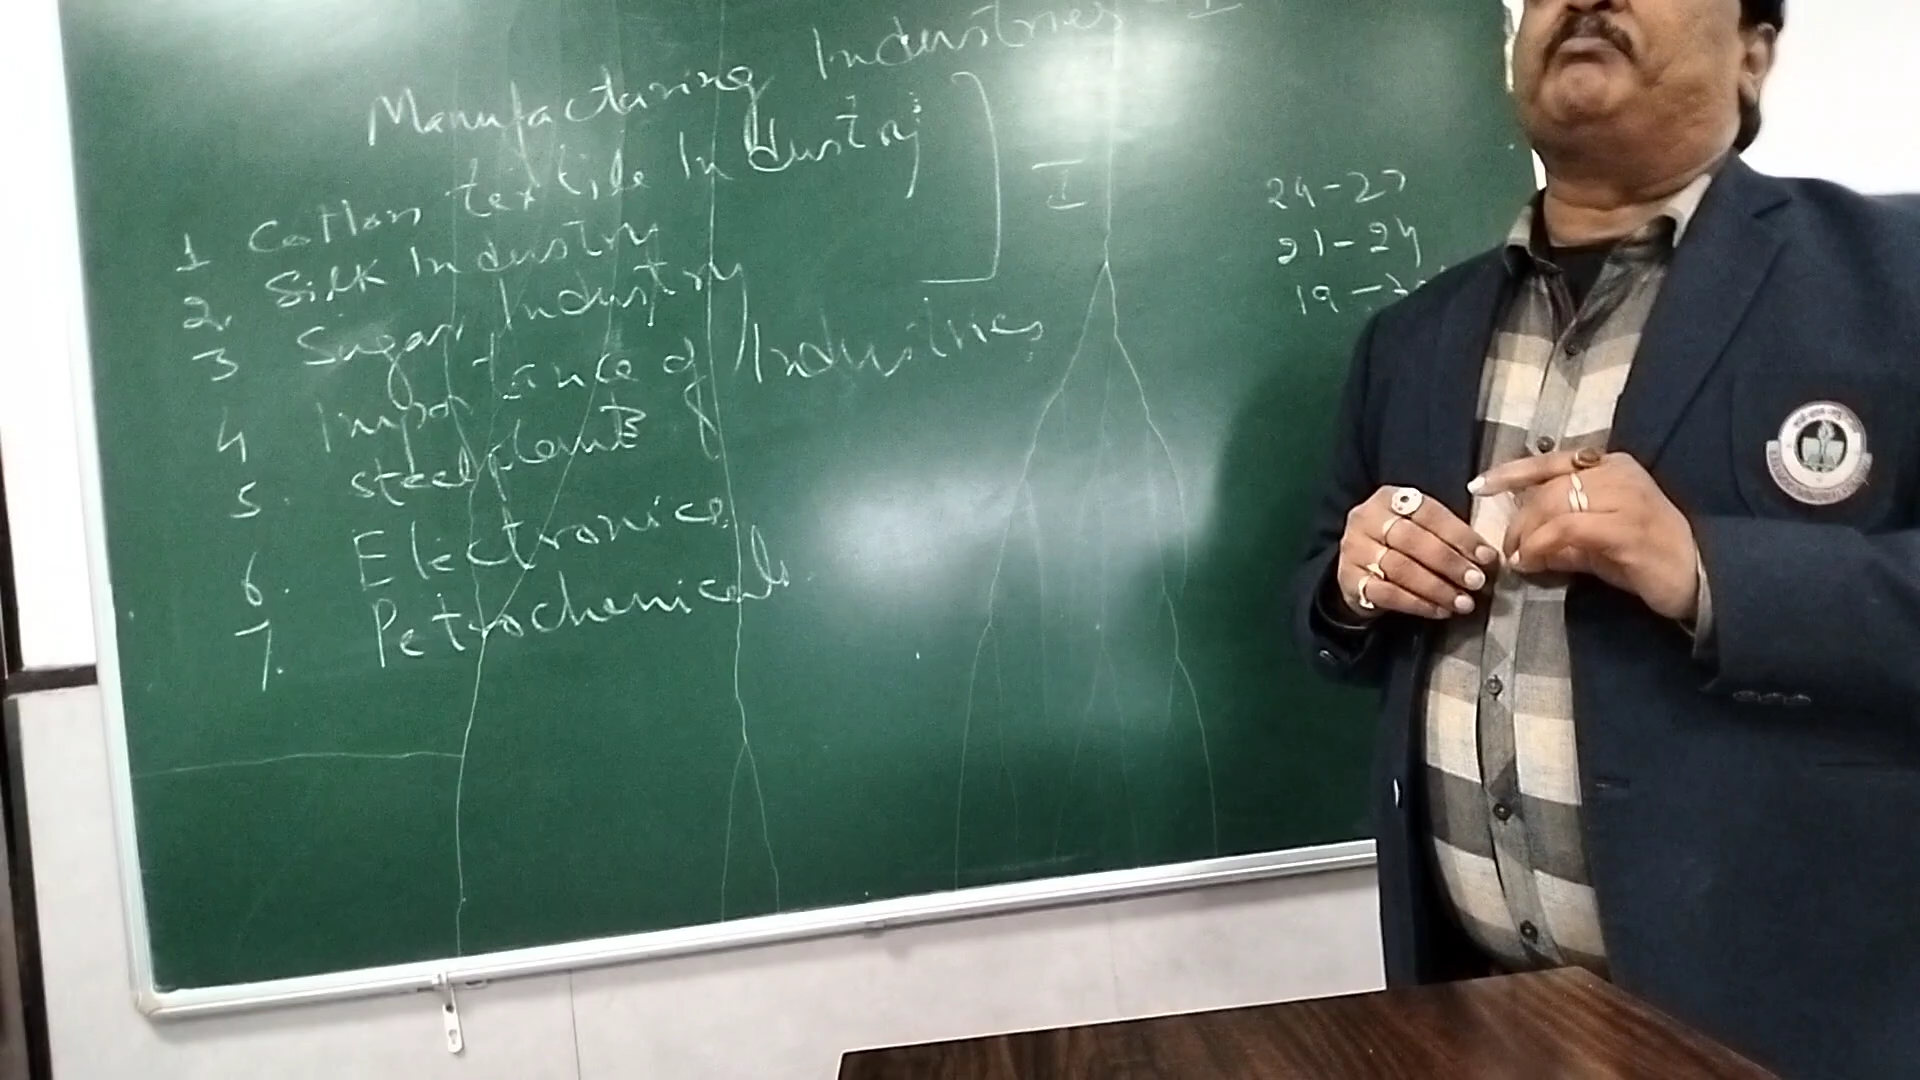 Manufacturing Industries - I
1 Cotton textile Industry
2. Silk Industry
3 Sugar Industry
4 Importance of Industries
5. steel plants
6. Electronics
7. Petrochemicals
I
24-27
21-24
19-